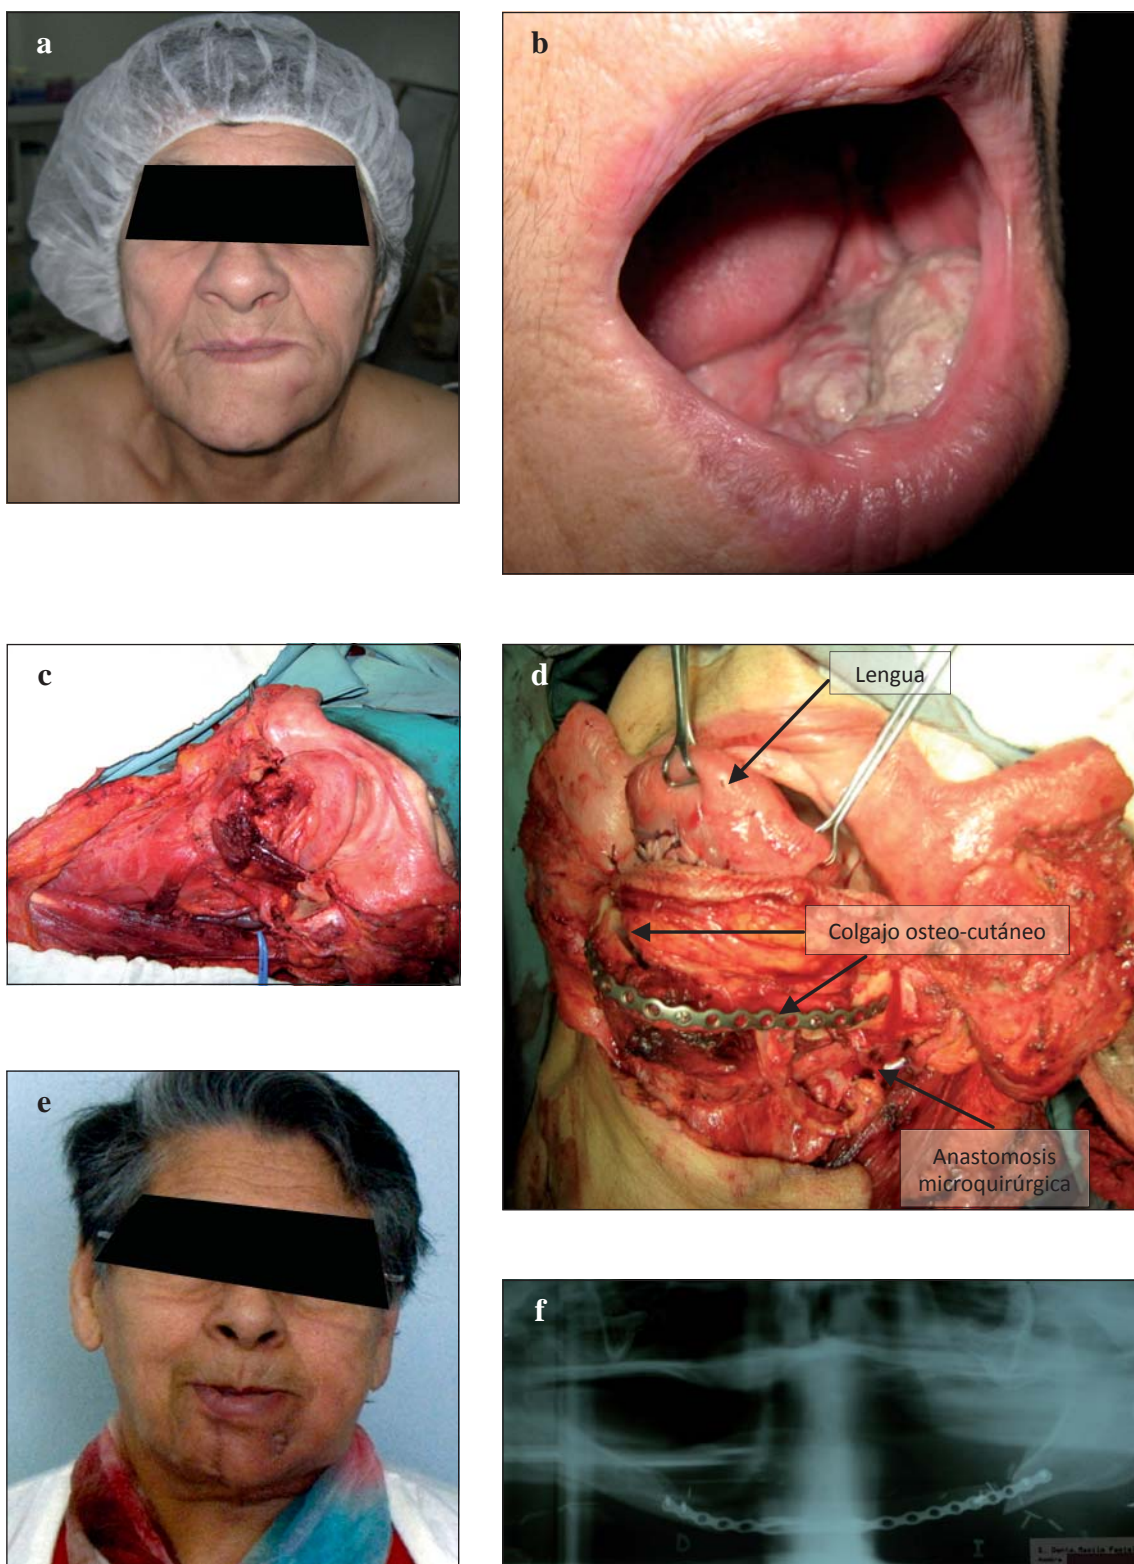 a
b
c
d
Lengua
Colgajo osteo-cutáneo
Anastomosis
microquirúrgica
e
f
D
I